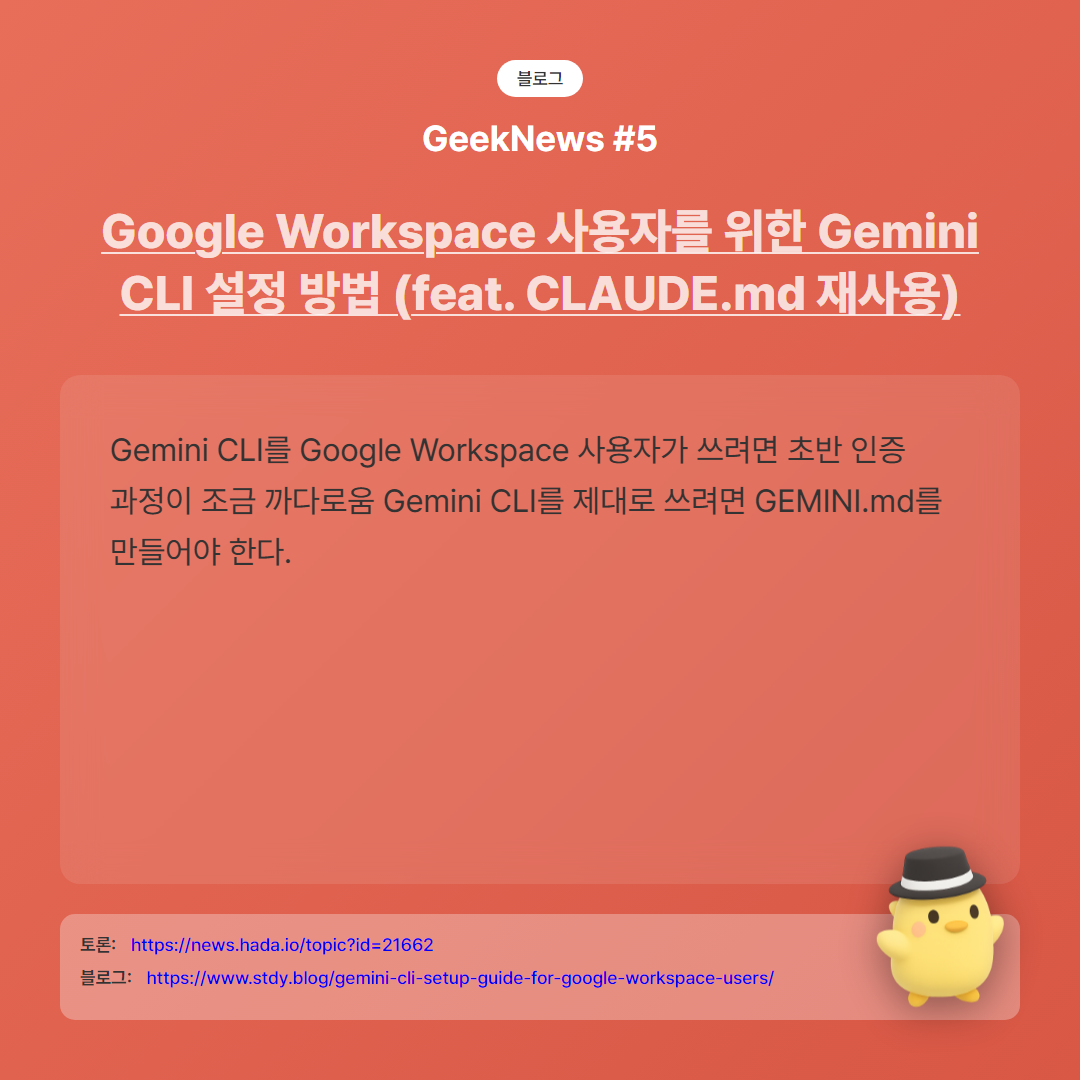 블로그
GeekNews #5
Google Workspace 사용자를 위한 Gemini
CLI 설정 방법 (feat. CLAUDE.md 재사용)
Gemini CLI를 Google Workspace 사용자가 쓰려면 초반 인증
과정이 조금 까다로움 Gemini CLI를 제대로 쓰려면 GEMINI.md를
만들어야 한다.
토론: https://news.hada.io/topic?id=21662
블로그: https://www.stdy.blog/gemini-cli-setup-guide-for-google-workspace-users/